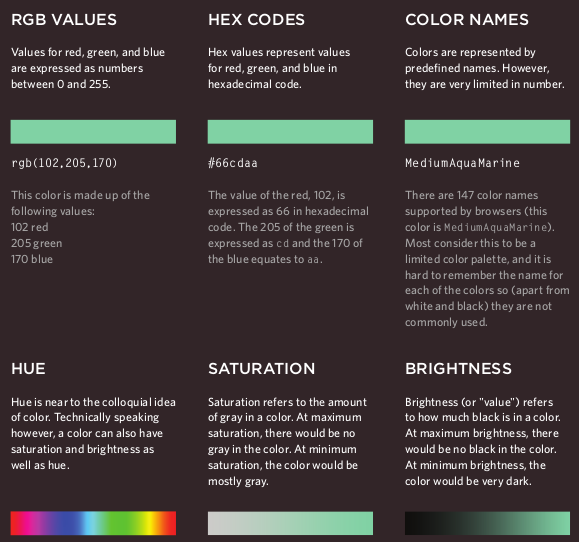 RGB VALUES
Values for red, green, and blue
are expressed as numbers
between 0 and 255.
rgb(102,205,170)
This color is made up of the
following values:
102 red
205 green
170 blue
HEX CODES
Hex values represent values
for red, green, and blue in
hexadecimal code.
#66cdaa
The value of the red, 102, is
expressed as 66 in hexadecimal
code. The 205 of the green is
expressed as cd and the 170 of
the blue equates to aa.
COLOR NAMES
Colors are represented by
predefined names. However,
they are very limited in number.
MediumAquaMarine
There are 147 color names
supported by browsers (this
color is MediumAquaMarine).
Most consider this to be a
limited color palette, and it is
hard to remember the name for
each of the colors so (apart from
white and black) they are not
commonly used.
HUE
Hue is near to the colloquial idea
of color. Technically speaking
however, a color can also have
saturation and brightness as
well as hue.
SATURATION
Saturation refers to the amount
of gray in a color. At maximum
saturation, there would be no
gray in the color. At minimum
saturation, the color would be
mostly gray.
BRIGHTNESS
Brightness (or "value") refers
to how much black is in a color.
At maximum brightness, there
would be no black in the color.
At minimum brightness, the
color would be very dark.